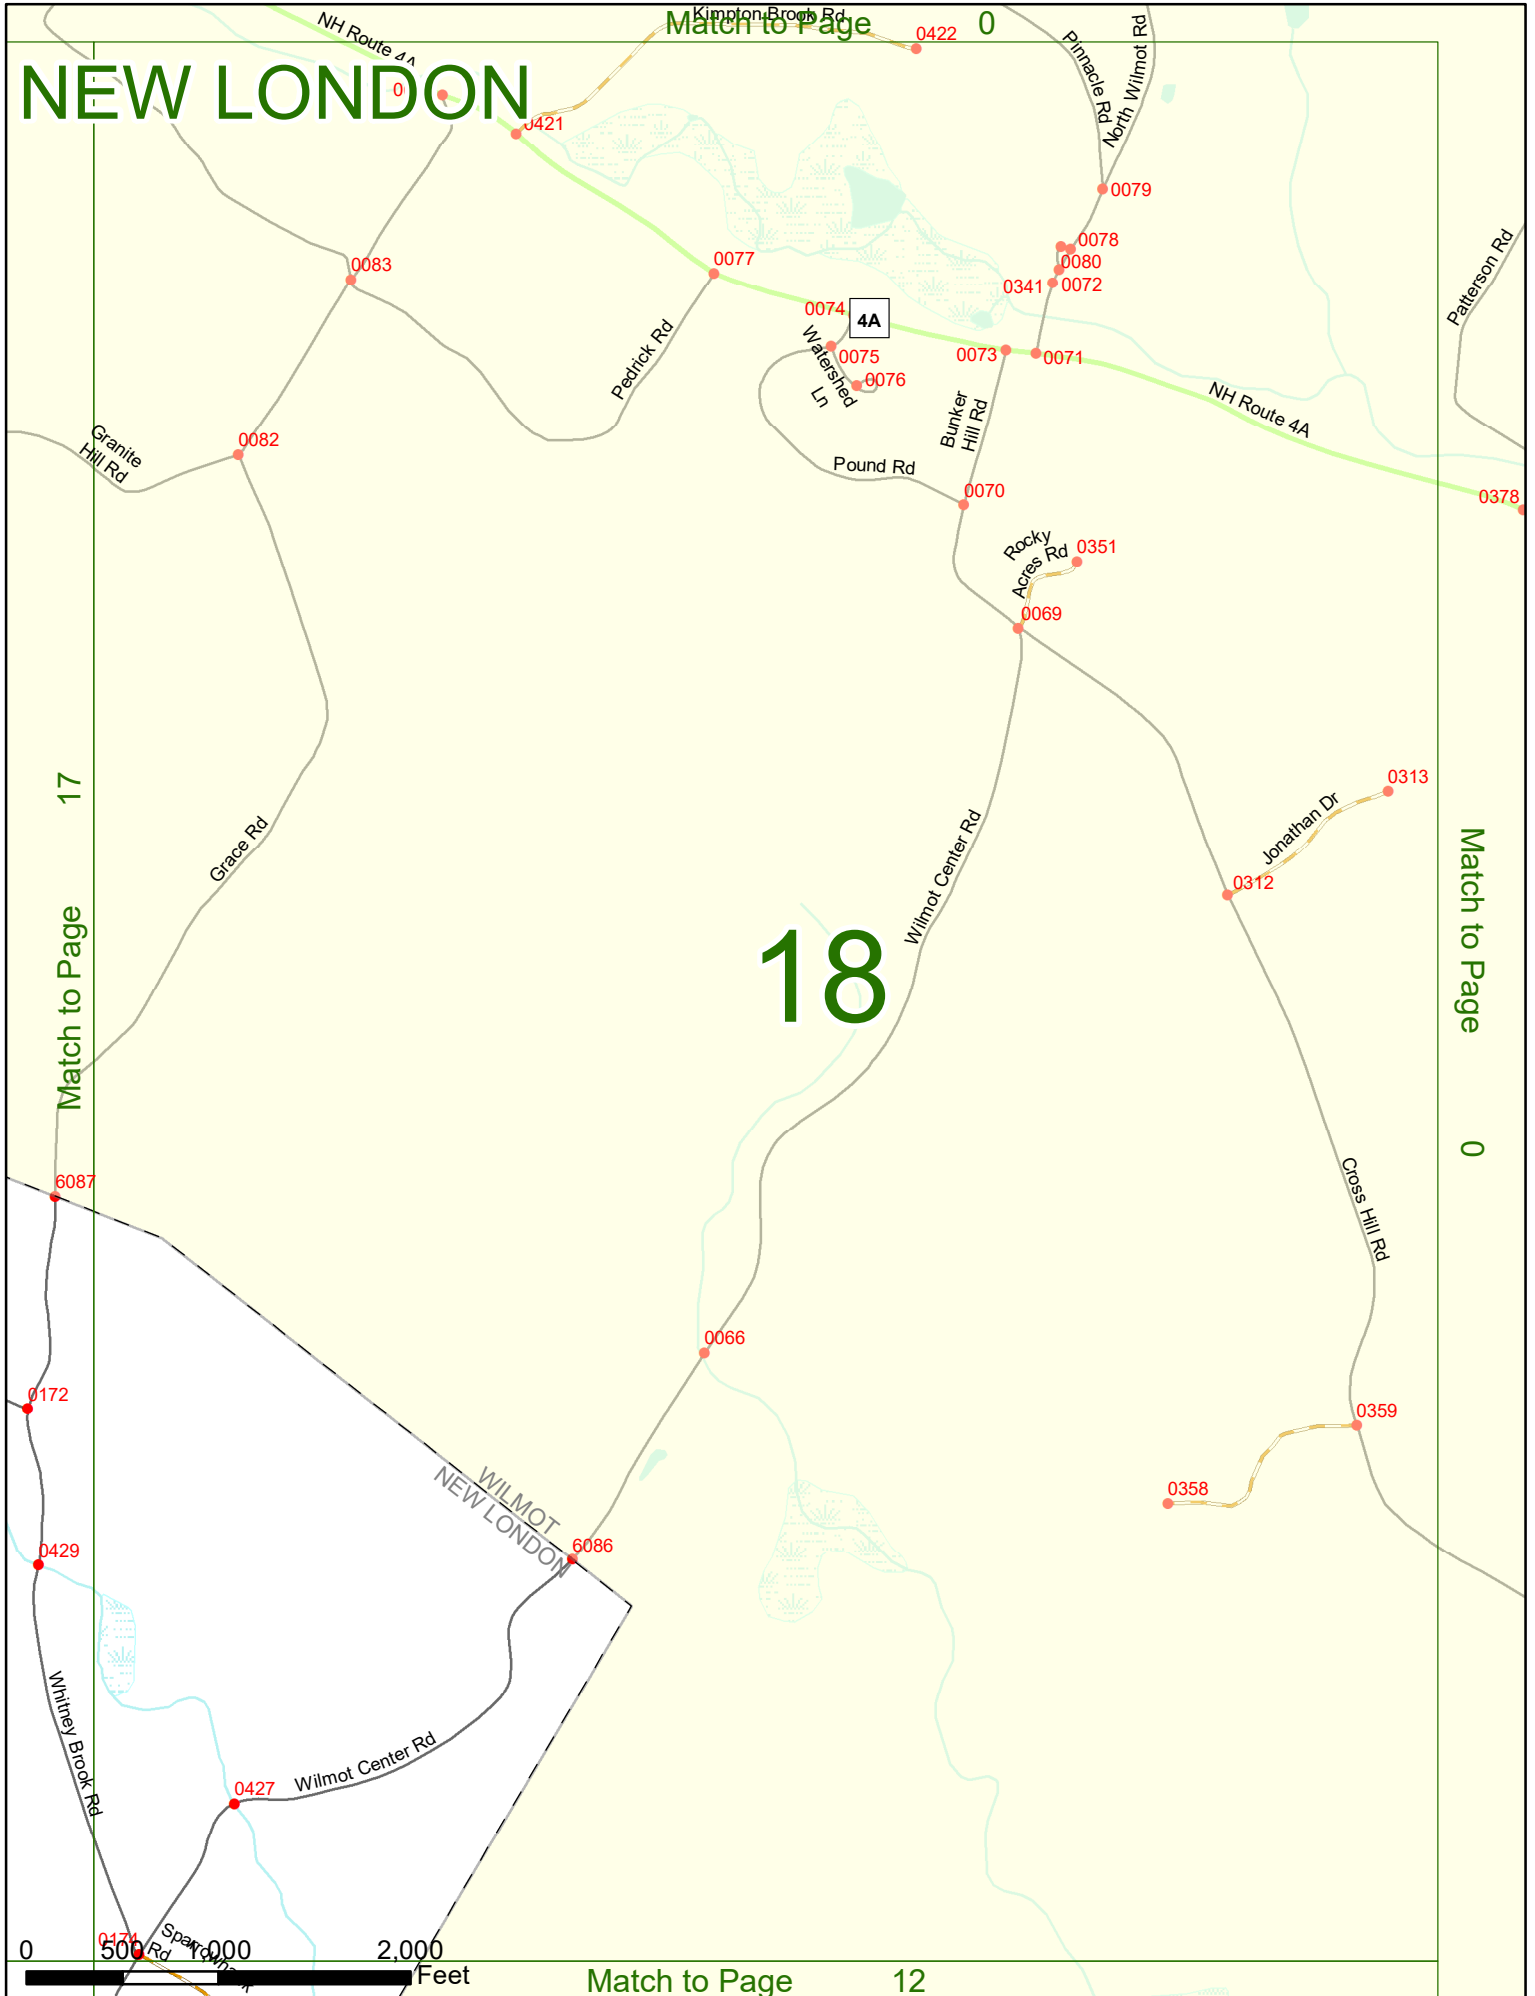 Kimpton Brook Rd
Match to Page 0
NH Route 4A
0422
Pinnacle Rd
North Wilmot Rd
NEW LONDON
0421
0079
0083
0077
0078
0080
0341
0072
Patterson Rd
0074
4A
Watershed
Ln
0075
0076
0073
0071
Pedrick Rd
Bunker
Hill Rd
NH Route 4A
Granite
Hill Rd
0082
Pound Rd
0070
0378
Rocky
Acres Rd
0351
0069
17
Match to Page
0313
Jonathan Dr
0312
Grace Rd
Wilmot Center Rd
18
Match to Page
0
Cross Hill Rd
6087
0066
0172
0359
0358
WILMOT
NEW LONDON
6086
0429
Whitney Brook Rd
Wilmot Center Rd
0427
0174
Sparrowhawk
Rd
0 500 1,000 2,000
Feet
Match to Page 12